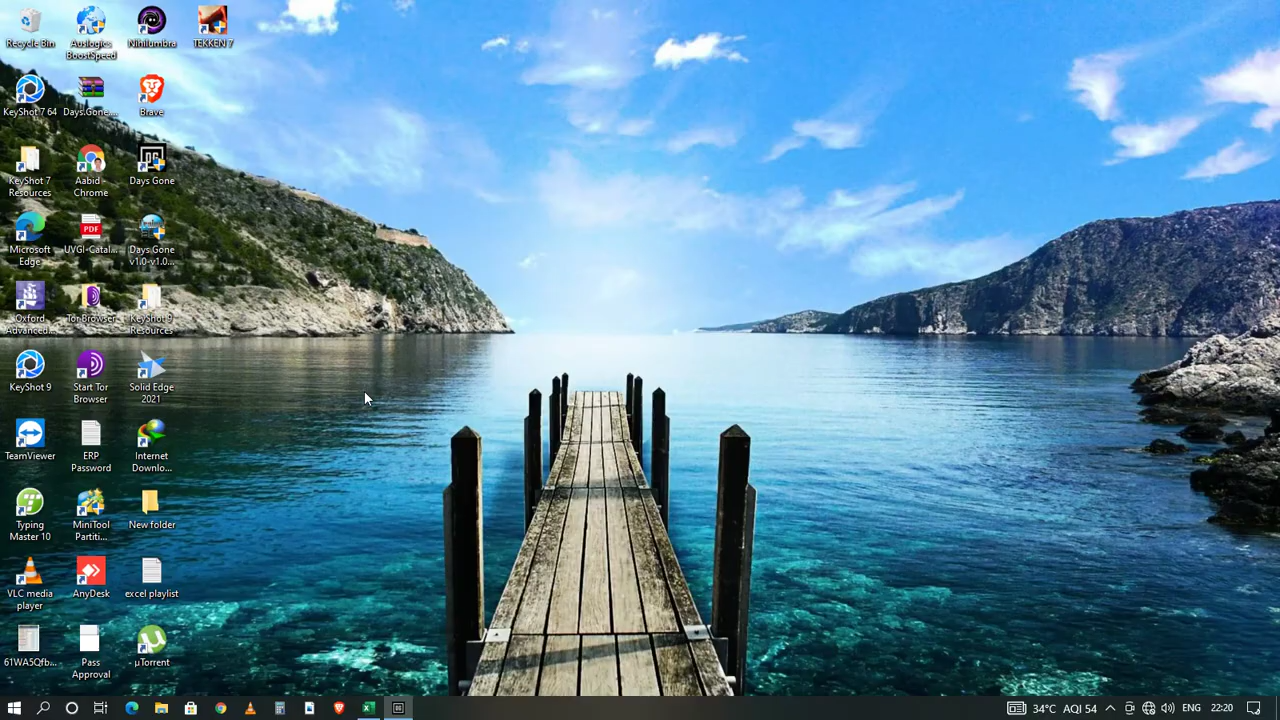 Recycle Bin
Auslogics
BoostSpeed
Nihilumbra
TEKKEN 7
KeyShot 7 64
Days.Gone....
Brave
KeyShot 7
Resources
Aabid -
Chrome
Days Gone
Microsoft
Edge
PDF
UVGI-Catal...
Days Gone
v1.0-v1.0...
Oxford
Advanced...
Tor Browser
KeyShot 9
Resources
KeyShot 9
Start Tor
Browser
Solid Edge
2021
TeamViewer
ERP
Password
Internet
Downlo...
Typing
Master 10
MiniTool
Partiti...
New folder
VLC media
player
AnyDesk
excel playlist
61WA5Qfb...
Pass
Approval
µTorrent
34°C AQI 54
ENG
22:20